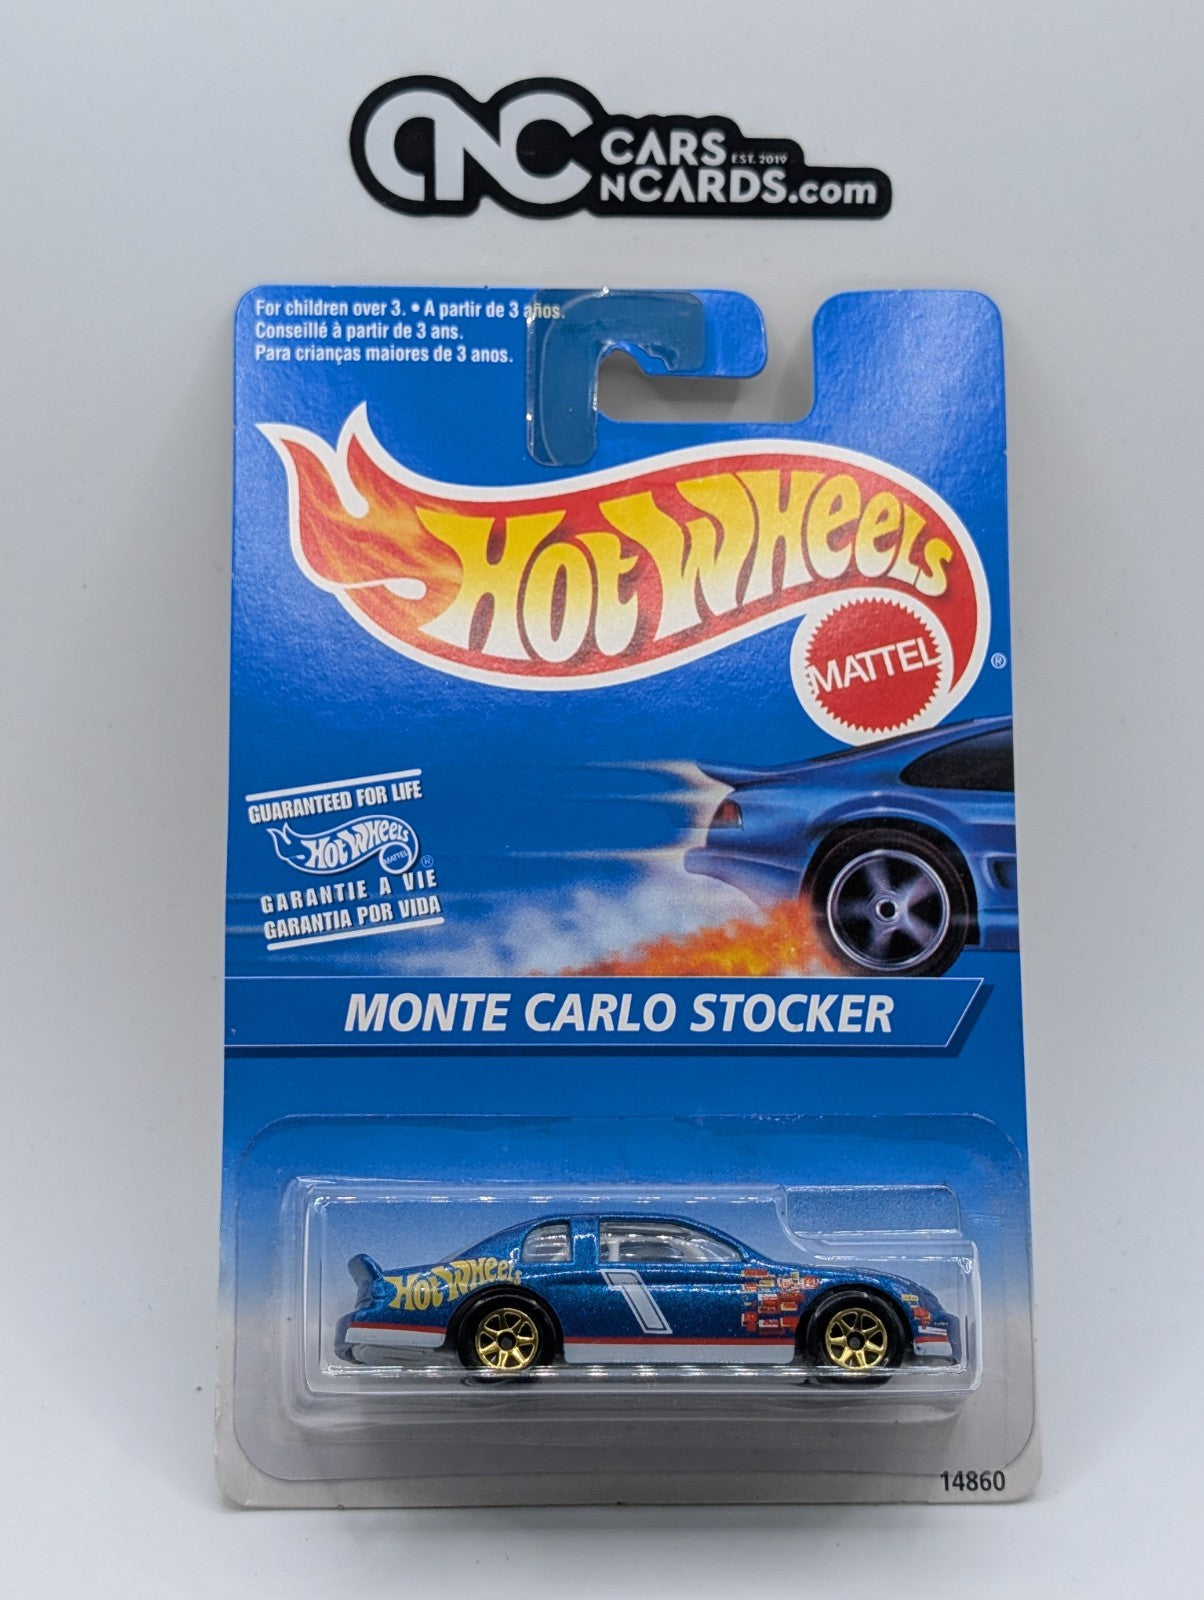 CNC CARS EST. 2019
NCARDS.com
For children over 3. • A partir de 3 años.
Conseillé à partir de 3 ans.
Para crianças maiores de 3 anos.
HOT WHEELS
MATTEL
®
GUARANTEED FOR LIFE
HOT WHEELS
MATTEL ®
GARANTIE A VIE
GARANTIA POR VIDA
MONTE CARLO STOCKER
HOT WHEELS
1
14860